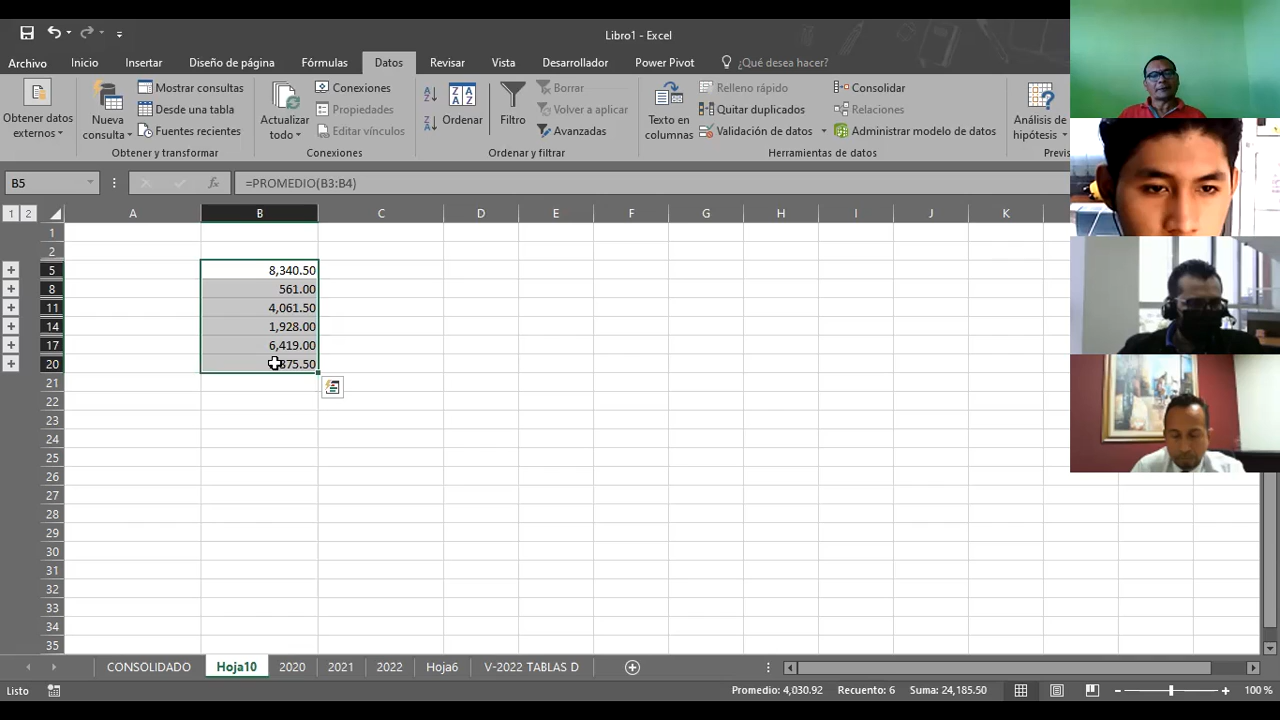 Libro1 - Excel
Archivo Inicio Insertar Diseño de página Fórmulas Datos Revisar Vista Desarrollador Power Pivot ¿Qué desea hacer?
Obtener datos externos
Nueva consulta
Mostrar consultas
Desde una tabla
Fuentes recientes
Obtener y transformar
Actualizar todo
Conexiones
Propiedades
Editar vínculos
Conexiones
Ordenar
Filtro
Borrar
Volver a aplicar
Avanzadas
Ordenar y filtrar
Texto en columnas
Relleno rápido
Quitar duplicados
Validación de datos
Consolidar
Relaciones
Administrar modelo de datos
Herramientas de datos
Análisis de hipótesis
Previs
B5 fx =PROMEDIO(B3:B4)
1 2 A B C D E F G H I J K
1
2
5 8,340.50
8 561.00
11 4,061.50
14 1,928.00
17 6,419.00
20 875.50
21
22
23
24
25
26
27
28
29
30
31
32
33
34
35
CONSOLIDADO Hoja10 2020 2021 2022 Hoja6 V-2022 TABLAS D
Listo Promedio: 4,030.92 Recuento: 6 Suma: 24,185.50 100 %